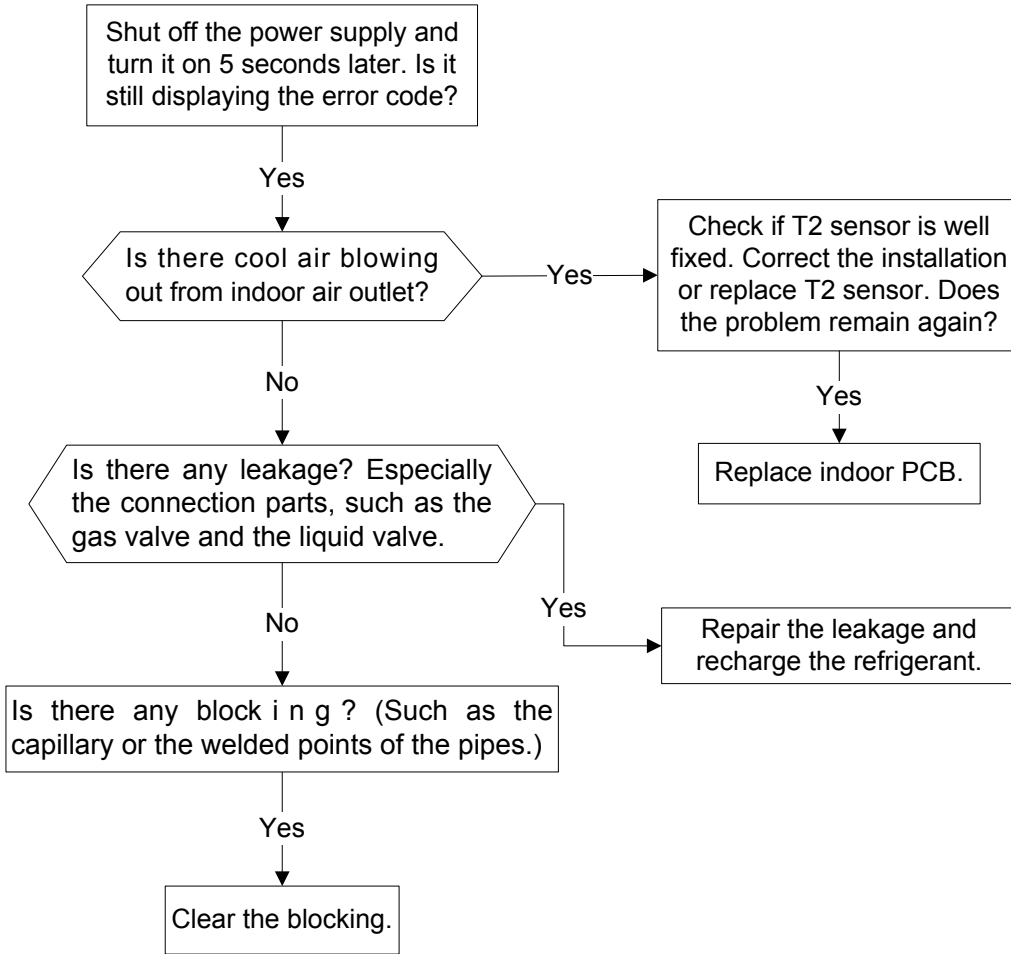 Shut off the power supply and
turn it on 5 seconds later. Is it
still displaying the error code?
Yes
Is there cool air blowing
out from indoor air outlet?
Yes
Check if T2 sensor is well
fixed. Correct the installation
or replace T2 sensor. Does
the problem remain again?
Yes
Replace indoor PCB.
No
Is there any leakage? Especially
the connection parts, such as the
gas valve and the liquid valve.
Yes
Repair the leakage and
recharge the refrigerant.
No
Is there any block i n g ? (Such as the
capillary or the welded points of the pipes.)
Yes
Clear the blocking.